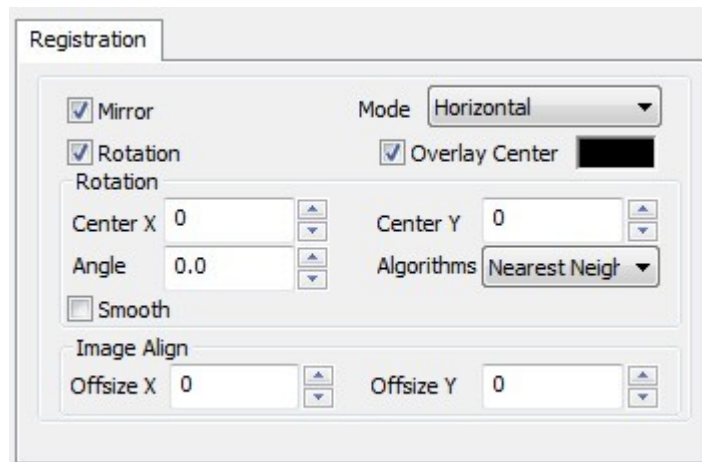 Registration
Mirror Mode Horizontal
Rotation Overlay Center
Rotation
Center X 0 Center Y 0
Angle 0.0 Algorithms Nearest Neigh
Smooth
Image Align
Offsize X 0 Offsize Y 0